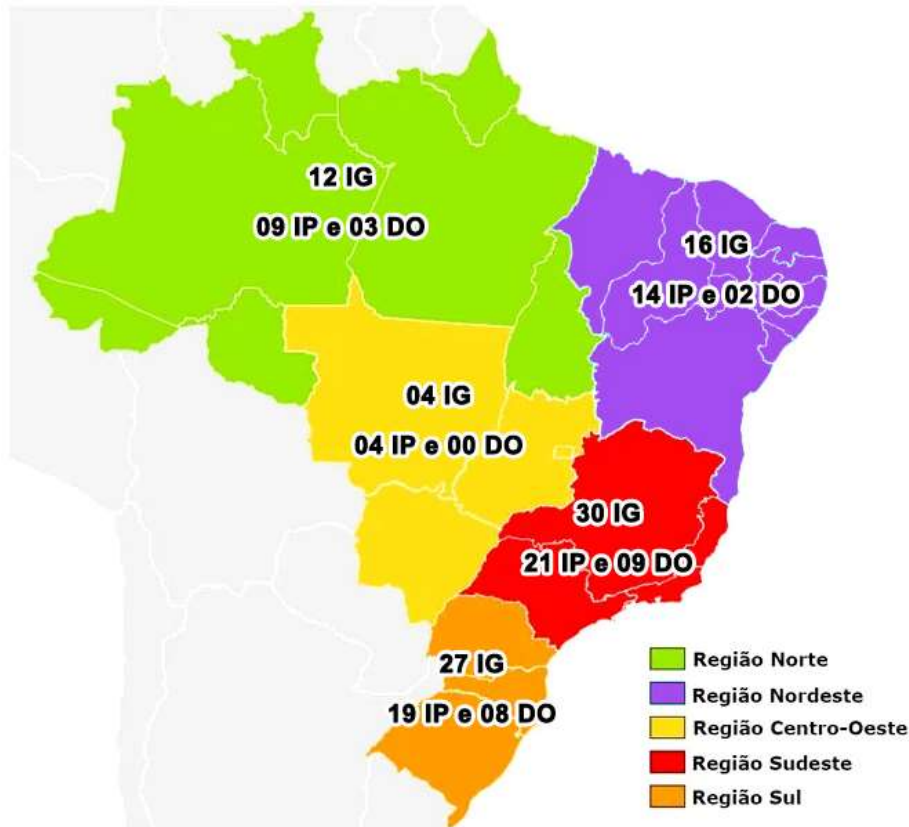 12 IG
09 IP e 03 DO
16 IG
14 IP e 02 DO
04 IG
04 IP e 00 DO
30 IG
21 IP e 09 DO
27 IG
19 IP e 08 DO
Região Norte
Região Nordeste
Região Centro-Oeste
Região Sudeste
Região Sul